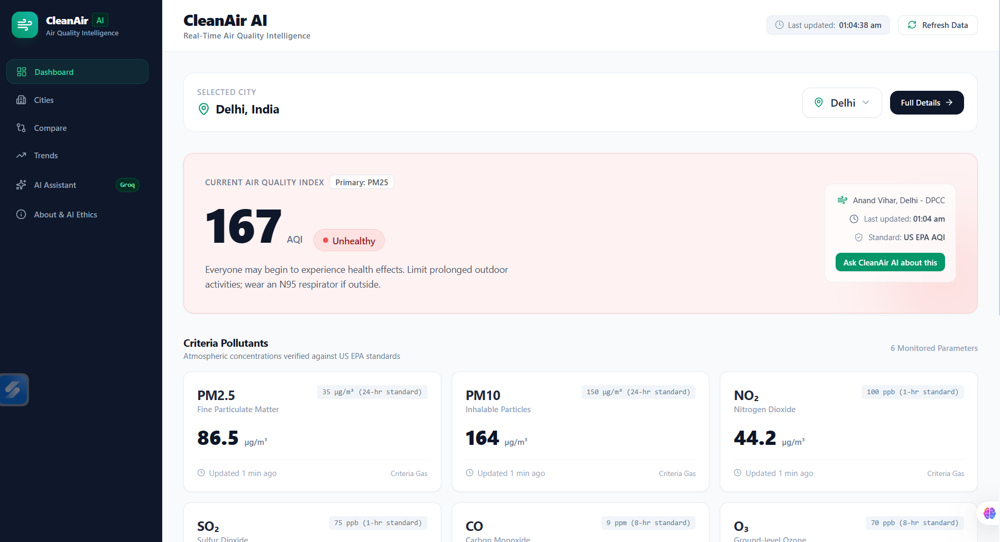 CleanAir AI
Air Quality Intelligence
Dashboard
Cities
Compare
Trends
AI Assistant Groq
About & AI Ethics
CleanAir AI
Real-Time Air Quality Intelligence
Last updated: 01:04:38 am
Refresh Data
SELECTED CITY
Delhi, India
Delhi
Full Details →
CURRENT AIR QUALITY INDEX Primary: PM25
167 AQI Unhealthy
Everyone may begin to experience health effects. Limit prolonged outdoor
activities; wear an N95 respirator if outside.
Anand Vihar, Delhi - DPCC
Last updated: 01:04 am
Standard: US EPA AQI
Ask CleanAir AI about this
Criteria Pollutants
Atmospheric concentrations verified against US EPA standards
6 Monitored Parameters
PM2.5
35 µg/m³ (24-hr standard)
Fine Particulate Matter
86.5 µg/m³
Updated 1 min ago
Criteria Gas
PM10
150 µg/m³ (24-hr standard)
Inhalable Particles
164 µg/m³
Updated 1 min ago
Criteria Gas
NO₂
100 ppb (1-hr standard)
Nitrogen Dioxide
44.2 µg/m³
Updated 1 min ago
Criteria Gas
SO₂
75 ppb (1-hr standard)
Sulfur Dioxide
CO
9 ppm (8-hr standard)
Carbon Monoxide
O₃
70 ppb (8-hr standard)
Ground-level Ozone